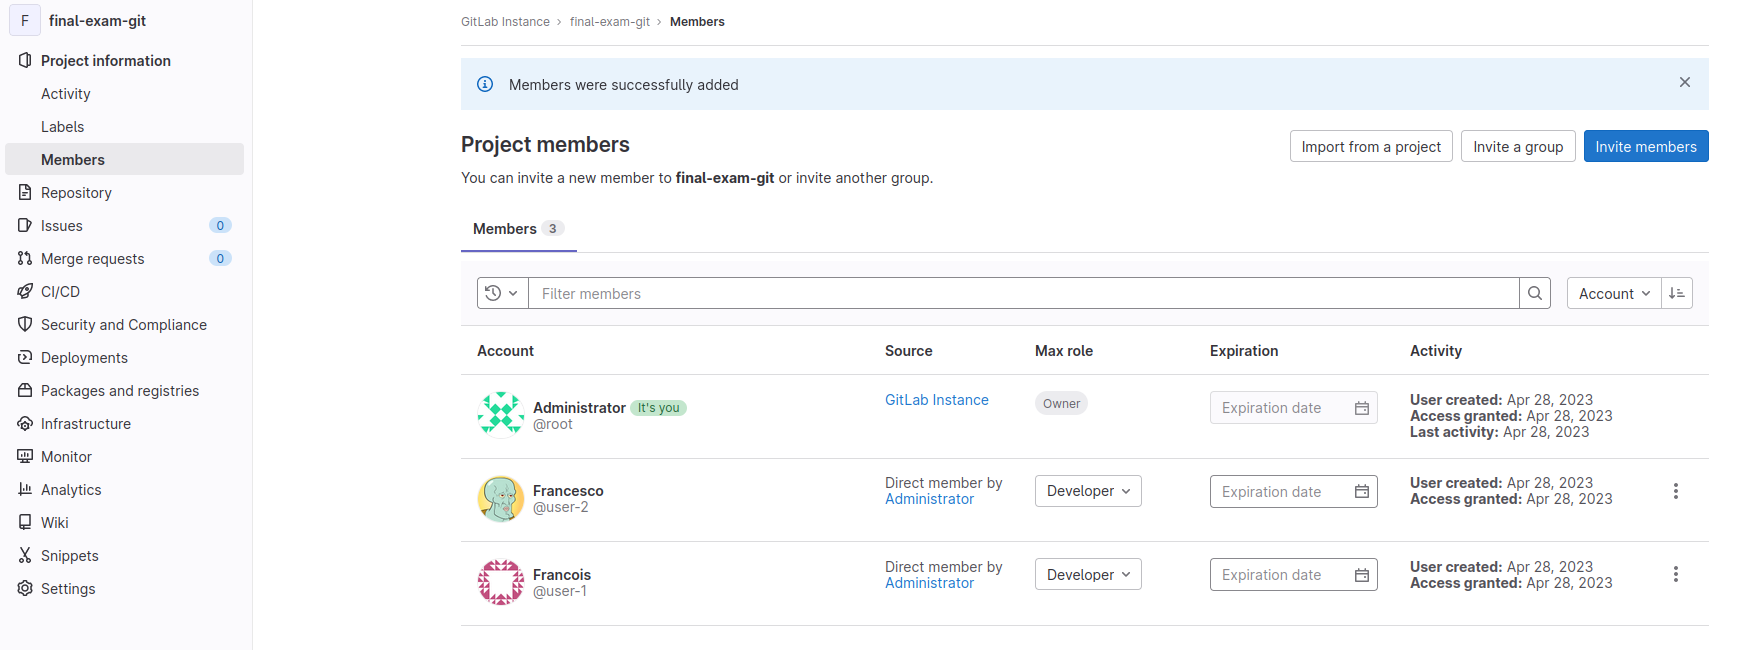 F final-exam-git
Project information
Activity
Labels
Members
Repository
Issues 0
Merge requests 0
CI/CD
Security and Compliance
Deployments
Packages and registries
Infrastructure
Monitor
Analytics
Wiki
Snippets
Settings
GitLab Instance › final-exam-git › Members
Members were successfully added
Project members
Import from a project Invite a group Invite members
You can invite a new member to final-exam-git or invite another group.
Members 3
Filter members Account
Account Source Max role Expiration Activity
Administrator It's you
@root
GitLab Instance
Owner
Expiration date
User created: Apr 28, 2023
Access granted: Apr 28, 2023
Last activity: Apr 28, 2023
Francesco
@user-2
Direct member by
Administrator
Developer
Expiration date
User created: Apr 28, 2023
Access granted: Apr 28, 2023
Francois
@user-1
Direct member by
Administrator
Developer
Expiration date
User created: Apr 28, 2023
Access granted: Apr 28, 2023